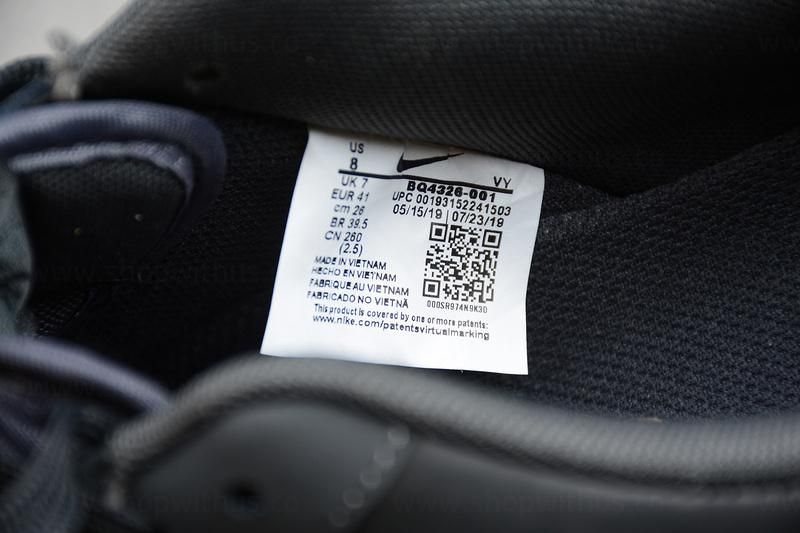 US
8
VY
UK 7
BQ4326-001
EUR 41
UPC 00193152241503
cm 26
05/15/19 | 07/23/19
BR 39.5
CN 260
(2.5)
MADE IN VIETNAM
HECHO EN VIETNAM
FABRIQUE AU VIETNAM
FABRICADO NO VIETNÃ
000SR974N9K3D
This product is covered by one or more patents:
www.nike.com/patentsvirtualmarking